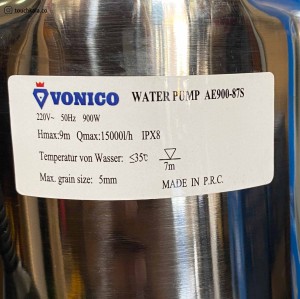 VONICO WATER PUMP AE900-87S
220V~ 50Hz 900W
Hmax:9m Qmax:15000l/h IPX8
Temperatur von Wasser: ≤35℃ 7m
Max. grain size: 5mm
MADE IN P.R.C.